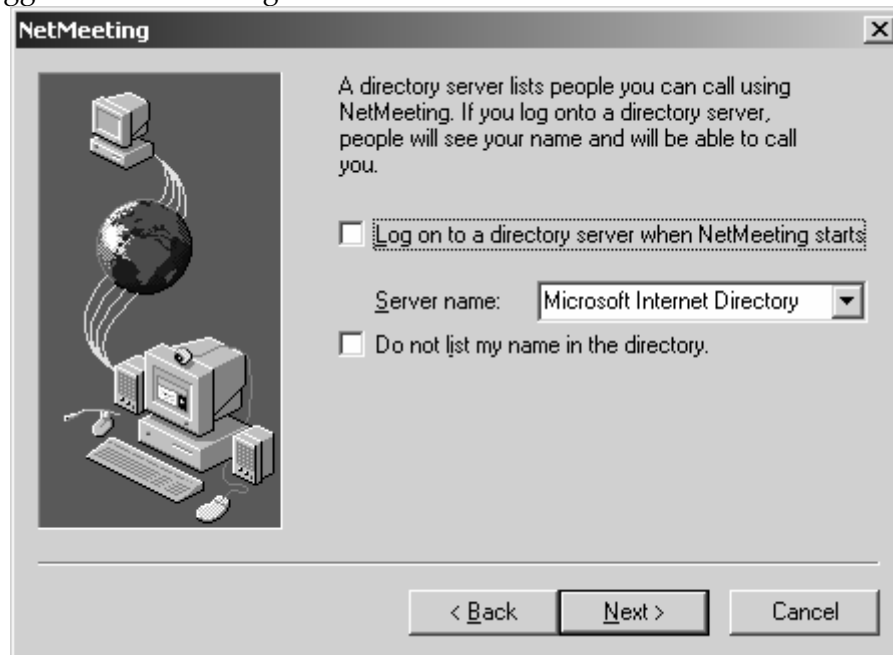 NetMeeting
A directory server lists people you can call using
NetMeeting. If you log onto a directory server,
people will see your name and will be able to call
you.
Log on to a directory server when NetMeeting starts
Server name: Microsoft Internet Directory
Do not list my name in the directory.
< Back Next > Cancel